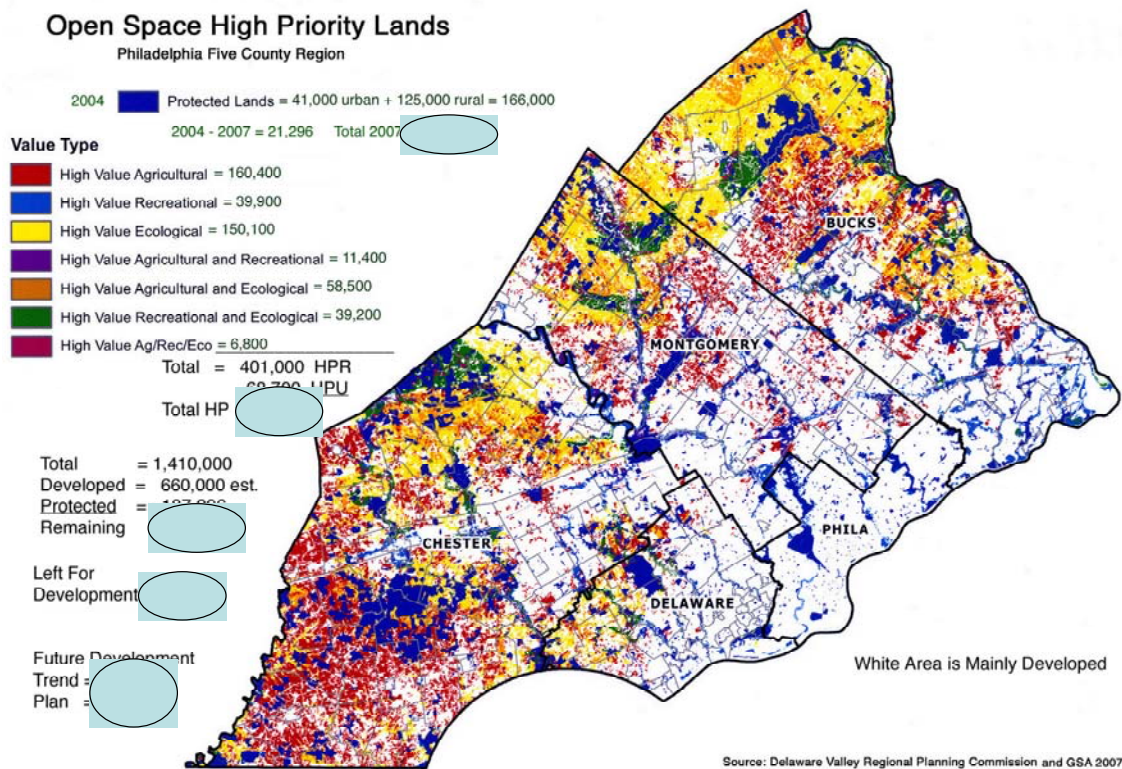 Open Space High Priority Lands
Philadelphia Five County Region
2004 Protected Lands = 41,000 urban + 125,000 rural = 166,000
2004 - 2007 = 21,296 Total 2007
Value Type
High Value Agricultural = 160,400
High Value Recreational = 39,900
High Value Ecological = 150,100
High Value Agricultural and Recreational = 11,400
High Value Agricultural and Ecological = 58,500
High Value Recreational and Ecological = 39,200
High Value Ag/Rec/Eco = 6,800
Total = 401,000 HPR
HPU
Total HP
Total = 1,410,000
Developed = 660,000 est.
Protected =
Remaining
Left For
Development
Future Development
Trend =
Plan =
BUCKS
MONTGOMERY
CHESTER
PHILA
DELAWARE
White Area is Mainly Developed
Source: Delaware Valley Regional Planning Commission and GSA 2007